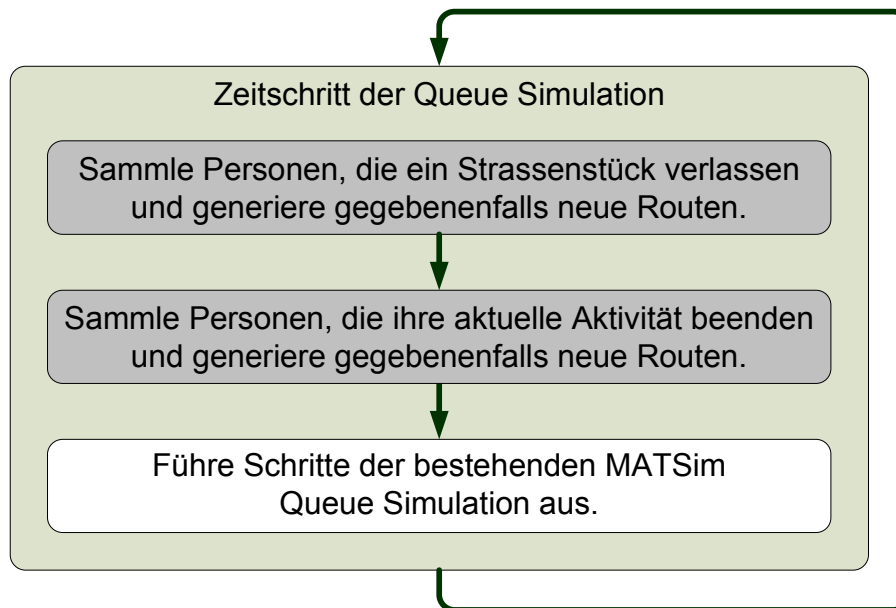 Zeitschritt der Queue Simulation
Sammle Personen, die ein Strassenstück verlassen
und generiere gegebenenfalls neue Routen.
Sammle Personen, die ihre aktuelle Aktivität beenden
und generiere gegebenenfalls neue Routen.
Führe Schritte der bestehenden MATSim
Queue Simulation aus.